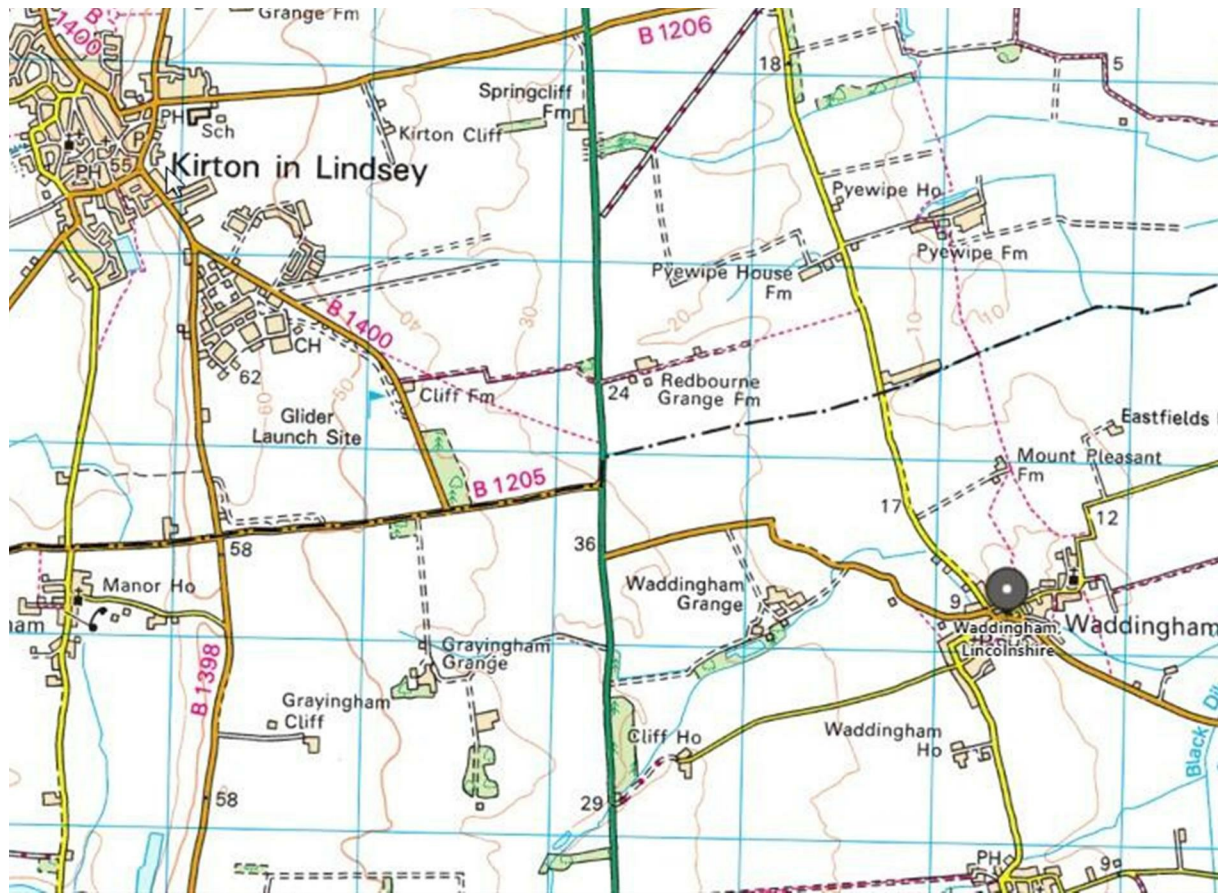 B 1400
Grange Fm
B 1206
18
5
Springcliff
Fm
PH
Sch
Kirton Cliff
P
55
Kirton in Lindsey
PH
Pyewipe Ho
Pyewipe Fm
Pyewipe House
Fm
B 1400
40
30
20
10
10
CH
62
60
50
Cliff Fm
24
Redbourne
Grange Fm
Glider
Launch Site
Eastfields
Mount Pleasant
Fm
B 1205
17
12
58
36
Manor Ho
Waddingham
Grange
9
Waddingham
Waddingham,
Lincolnshire
ham
B 1398
Grayingham
Grange
Grayingham
Cliff
Cliff Ho
Waddingham
Ho
Black
58
29
PH
9